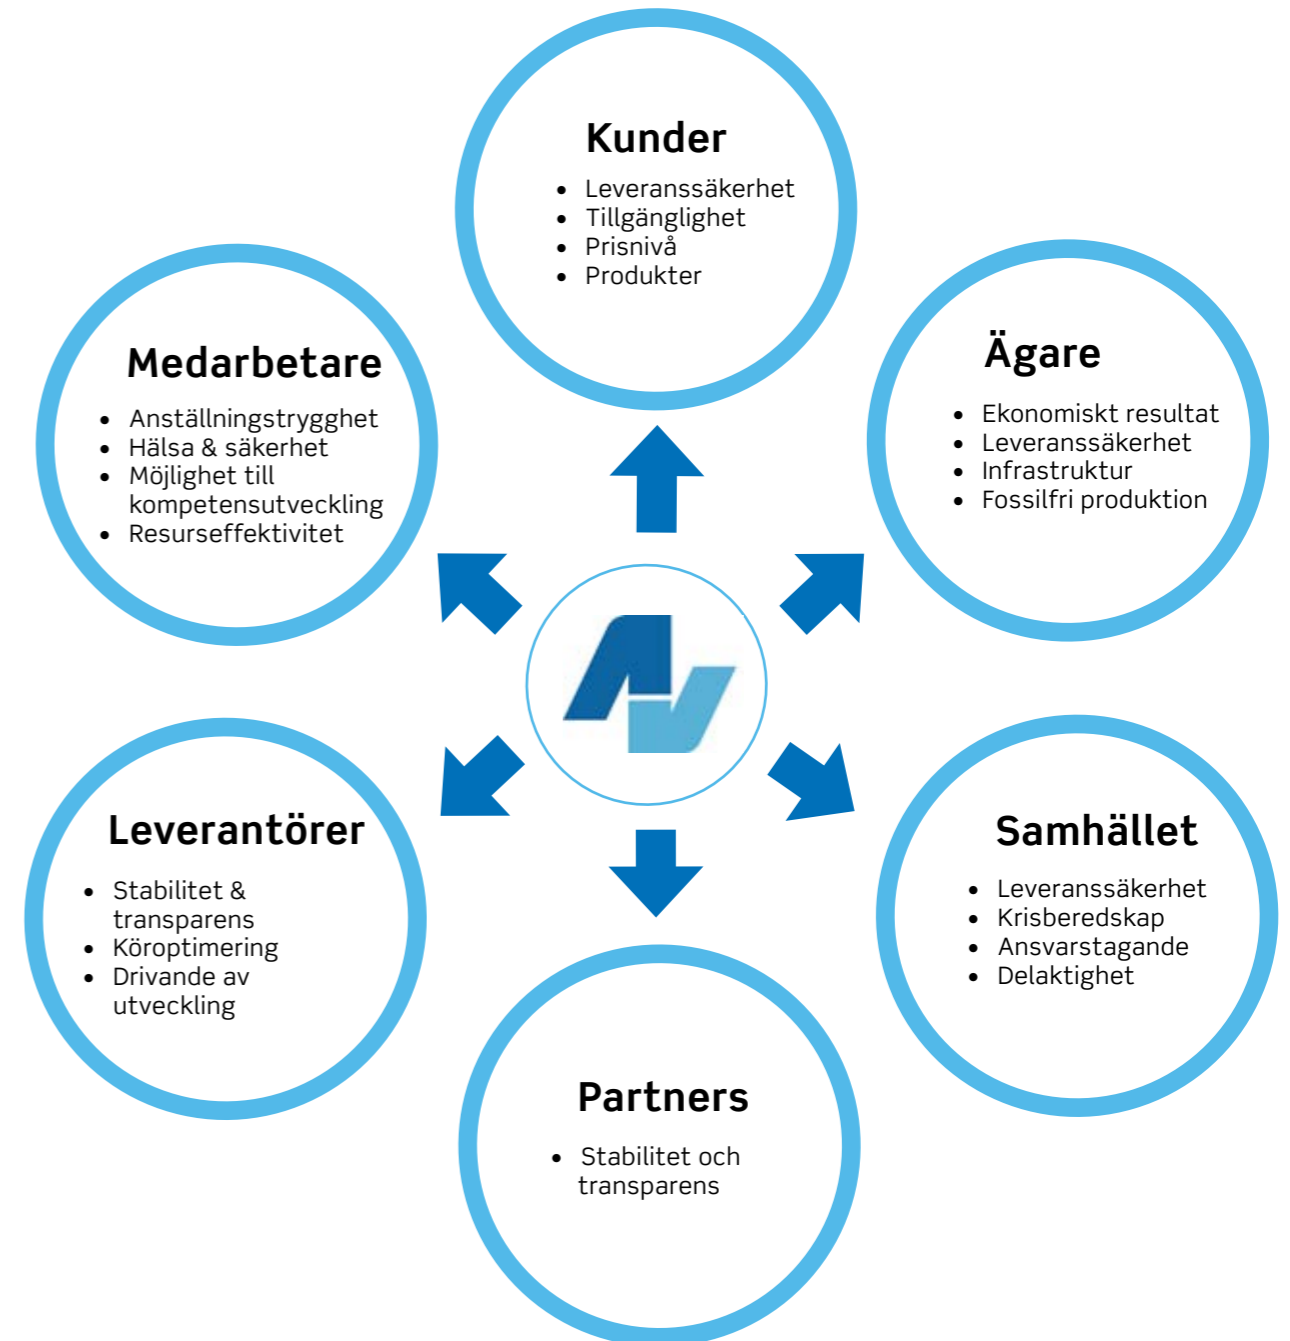 Kunder
• Leveranssäkerhet
• Tillgänglighet
• Prisnivå
• Produkter
Ägare
• Ekonomiskt resultat
• Leveranssäkerhet
• Infrastruktur
• Fossilfri produktion
Samhället
• Leveranssäkerhet
• Krisberedskap
• Ansvarstagande
• Delaktighet
Partners
• Stabilitet och
transparens
Leverantörer
• Stabilitet &
transparens
• Köroptimering
• Drivande av
utveckling
Medarbetare
• Anställningstrygghet
• Hälsa & säkerhet
• Möjlighet till
kompetensutveckling
• Resurseffektivitet